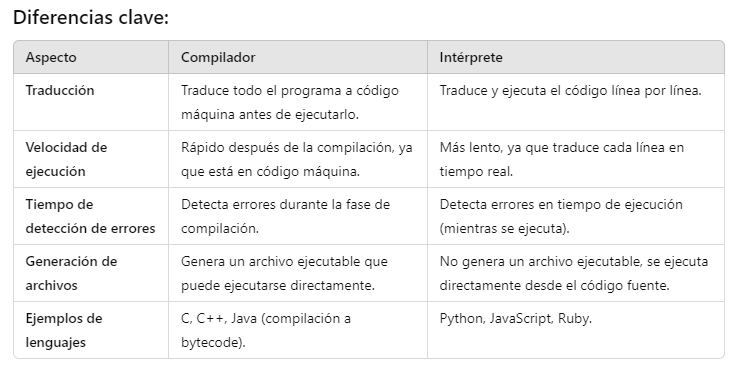 Diferencias clave:
Aspecto Compilador Intérprete
Traducción Traduce todo el programa a código Traduce y ejecuta el código línea por línea.
máquina antes de ejecutarlo.
Velocidad de Rápido después de la compilación, ya Más lento, ya que traduce cada línea en
ejecución que está en código máquina. tiempo real.
Tiempo de Detecta errores durante la fase de Detecta errores en tiempo de ejecución
detección de errores compilación. (mientras se ejecuta).
Generación de Genera un archivo ejecutable que No genera un archivo ejecutable, se ejecuta
archivos puede ejecutarse directamente. directamente desde el código fuente.
Ejemplos de C, C++, Java (compilación a Python, JavaScript, Ruby.
lenguajes bytecode).